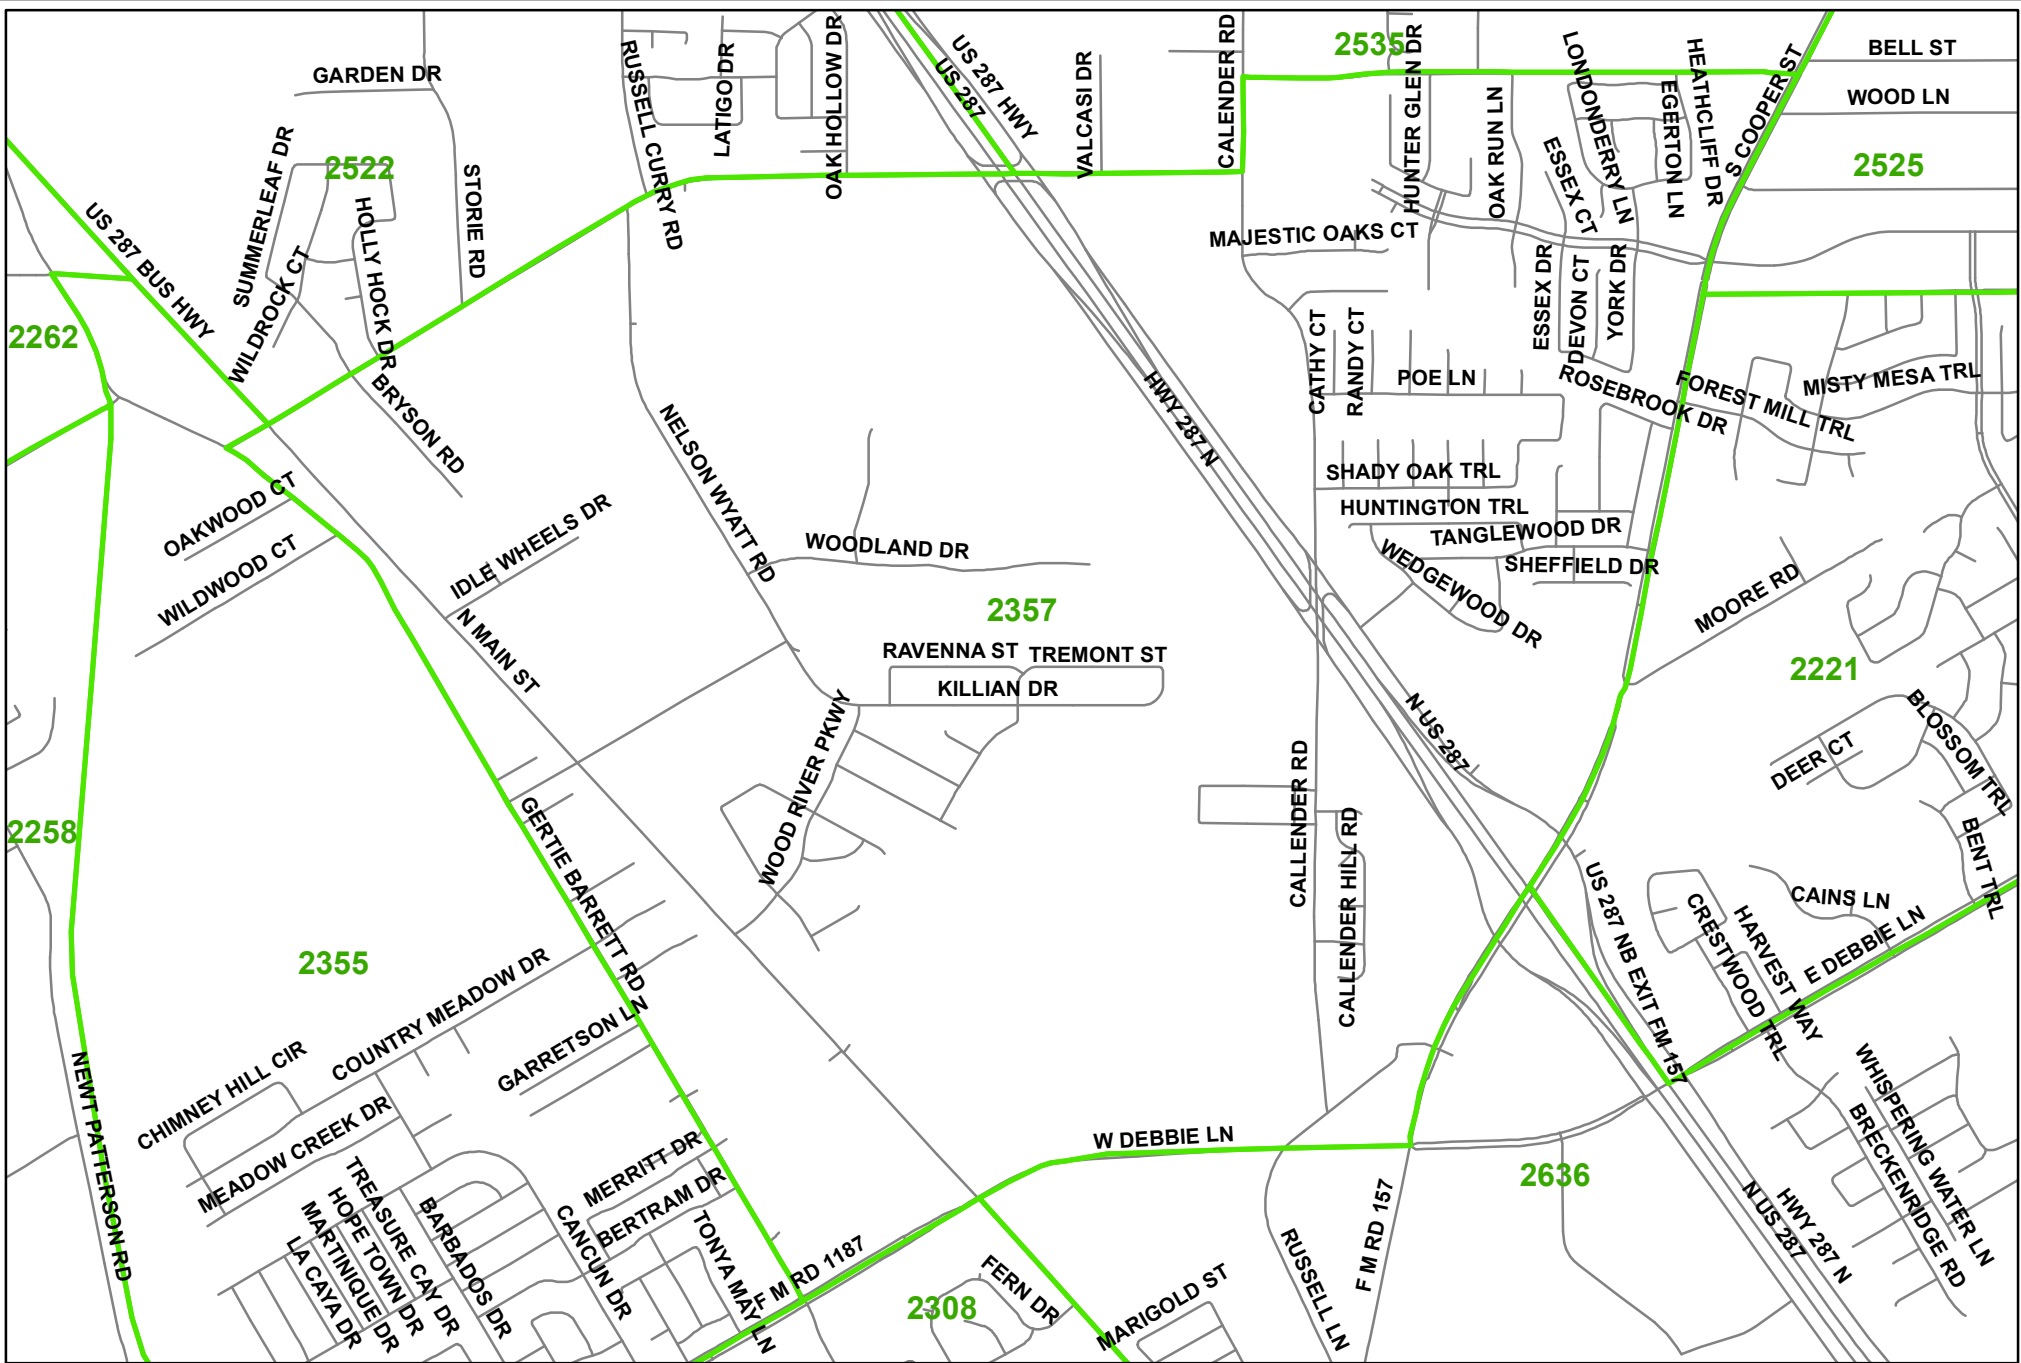 GARDEN DR
RUSSELL CURRY RD
LATIGO DR
OAK HOLLOW DR
US 287 HWY
US 287
VALCASI DR
CALENDER RD
2535
HUNTER GLEN DR
OAK RUN LN
LONDONDERRY LN
EGERTON LN
HEATHCLIFF DR
S COOPER ST
BELL ST
WOOD LN
2525
2522
SUMMERLEAF DR
STORIE RD
HOLLY HOCK DR
WILDROCK CT
US 287 BUS HWY
MAJESTIC OAKS CT
ESSEX CT
ESSEX DR
DEVON CT
YORK DR
2262
BRYSON RD
CATHY CT
RANDY CT
POE LN
ROSEBROOK DR
FOREST MILL TRL
MISTY MESA TRL
HWY 287 N
NELSON WYATT RD
OAKWOOD CT
WILDWOOD CT
IDLE WHEELS DR
WOODLAND DR
SHADY OAK TRL
HUNTINGTON TRL
TANGLEWOOD DR
SHEFFIELD DR
WEDGEWOOD DR
MOORE RD
N MAIN ST
2357
RAVENNA ST
TREMONT ST
KILLIAN DR
2221
N US 287
BLOSSOM TRL
DEER CT
WOOD RIVER PKWY
CALLENDER RD
CALLENDER HILL RD
2258
GERTIE BARRETT RD N
BENT TRL
US 287 NB EXIT FM 157
CAINS LN
CRESTWOOD TRL
HARVEST WAY
E DEBBIE LN
2355
COUNTRY MEADOW DR
GARRETSON LN
CHIMNEY HILL CIR
MEADOW CREEK DR
NEWT PATTERSON RD
WHISPERING WATER LN
BRECKENRIDGE RD
W DEBBIE LN
2636
MERRITT DR
BERTRAM DR
TREASURE CAY DR
HOPE TOWN DR
MARTINIQUE DR
LA CAYA DR
BARBADOS DR
CANCUN DR
TONYA MAY LN
F M RD 1187
2308
FERN DR
MARIGOLD ST
RUSSELL LN
F M RD 157
N US 287
HWY 287 N